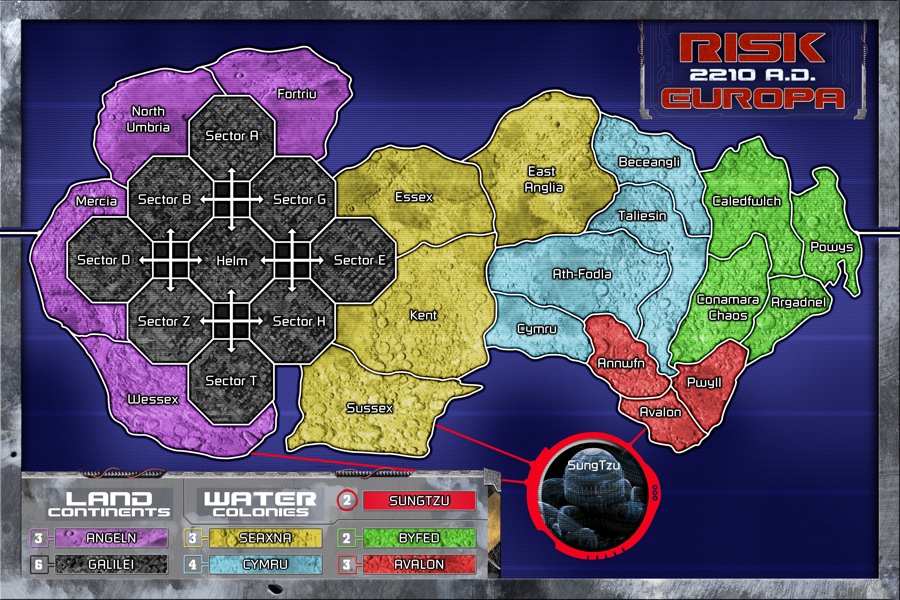 RISK
2210 A.D.
EUROPA
North
Umbria
Fortriu
Sector A
Mercia
Sector B
Sector G
Sector D
Helm
Sector E
Sector Z
Sector H
Sector T
Wessex
Essex
East
Anglia
Kent
Sussex
Beceangli
Taliesin
Ath-Fodla
Cymru
Caledfwlch
Powys
Conamara
Chaos
Argadnel
Annwfn
Pwyll
Avalon
SungTzu
LAND
CONTINENTS
WATER
COLONIES
2 SUNGTZU
3 ANGELN
3 SEAXNA
2 BYFED
6 GALILEI
4 CYMRU
3 AVALON